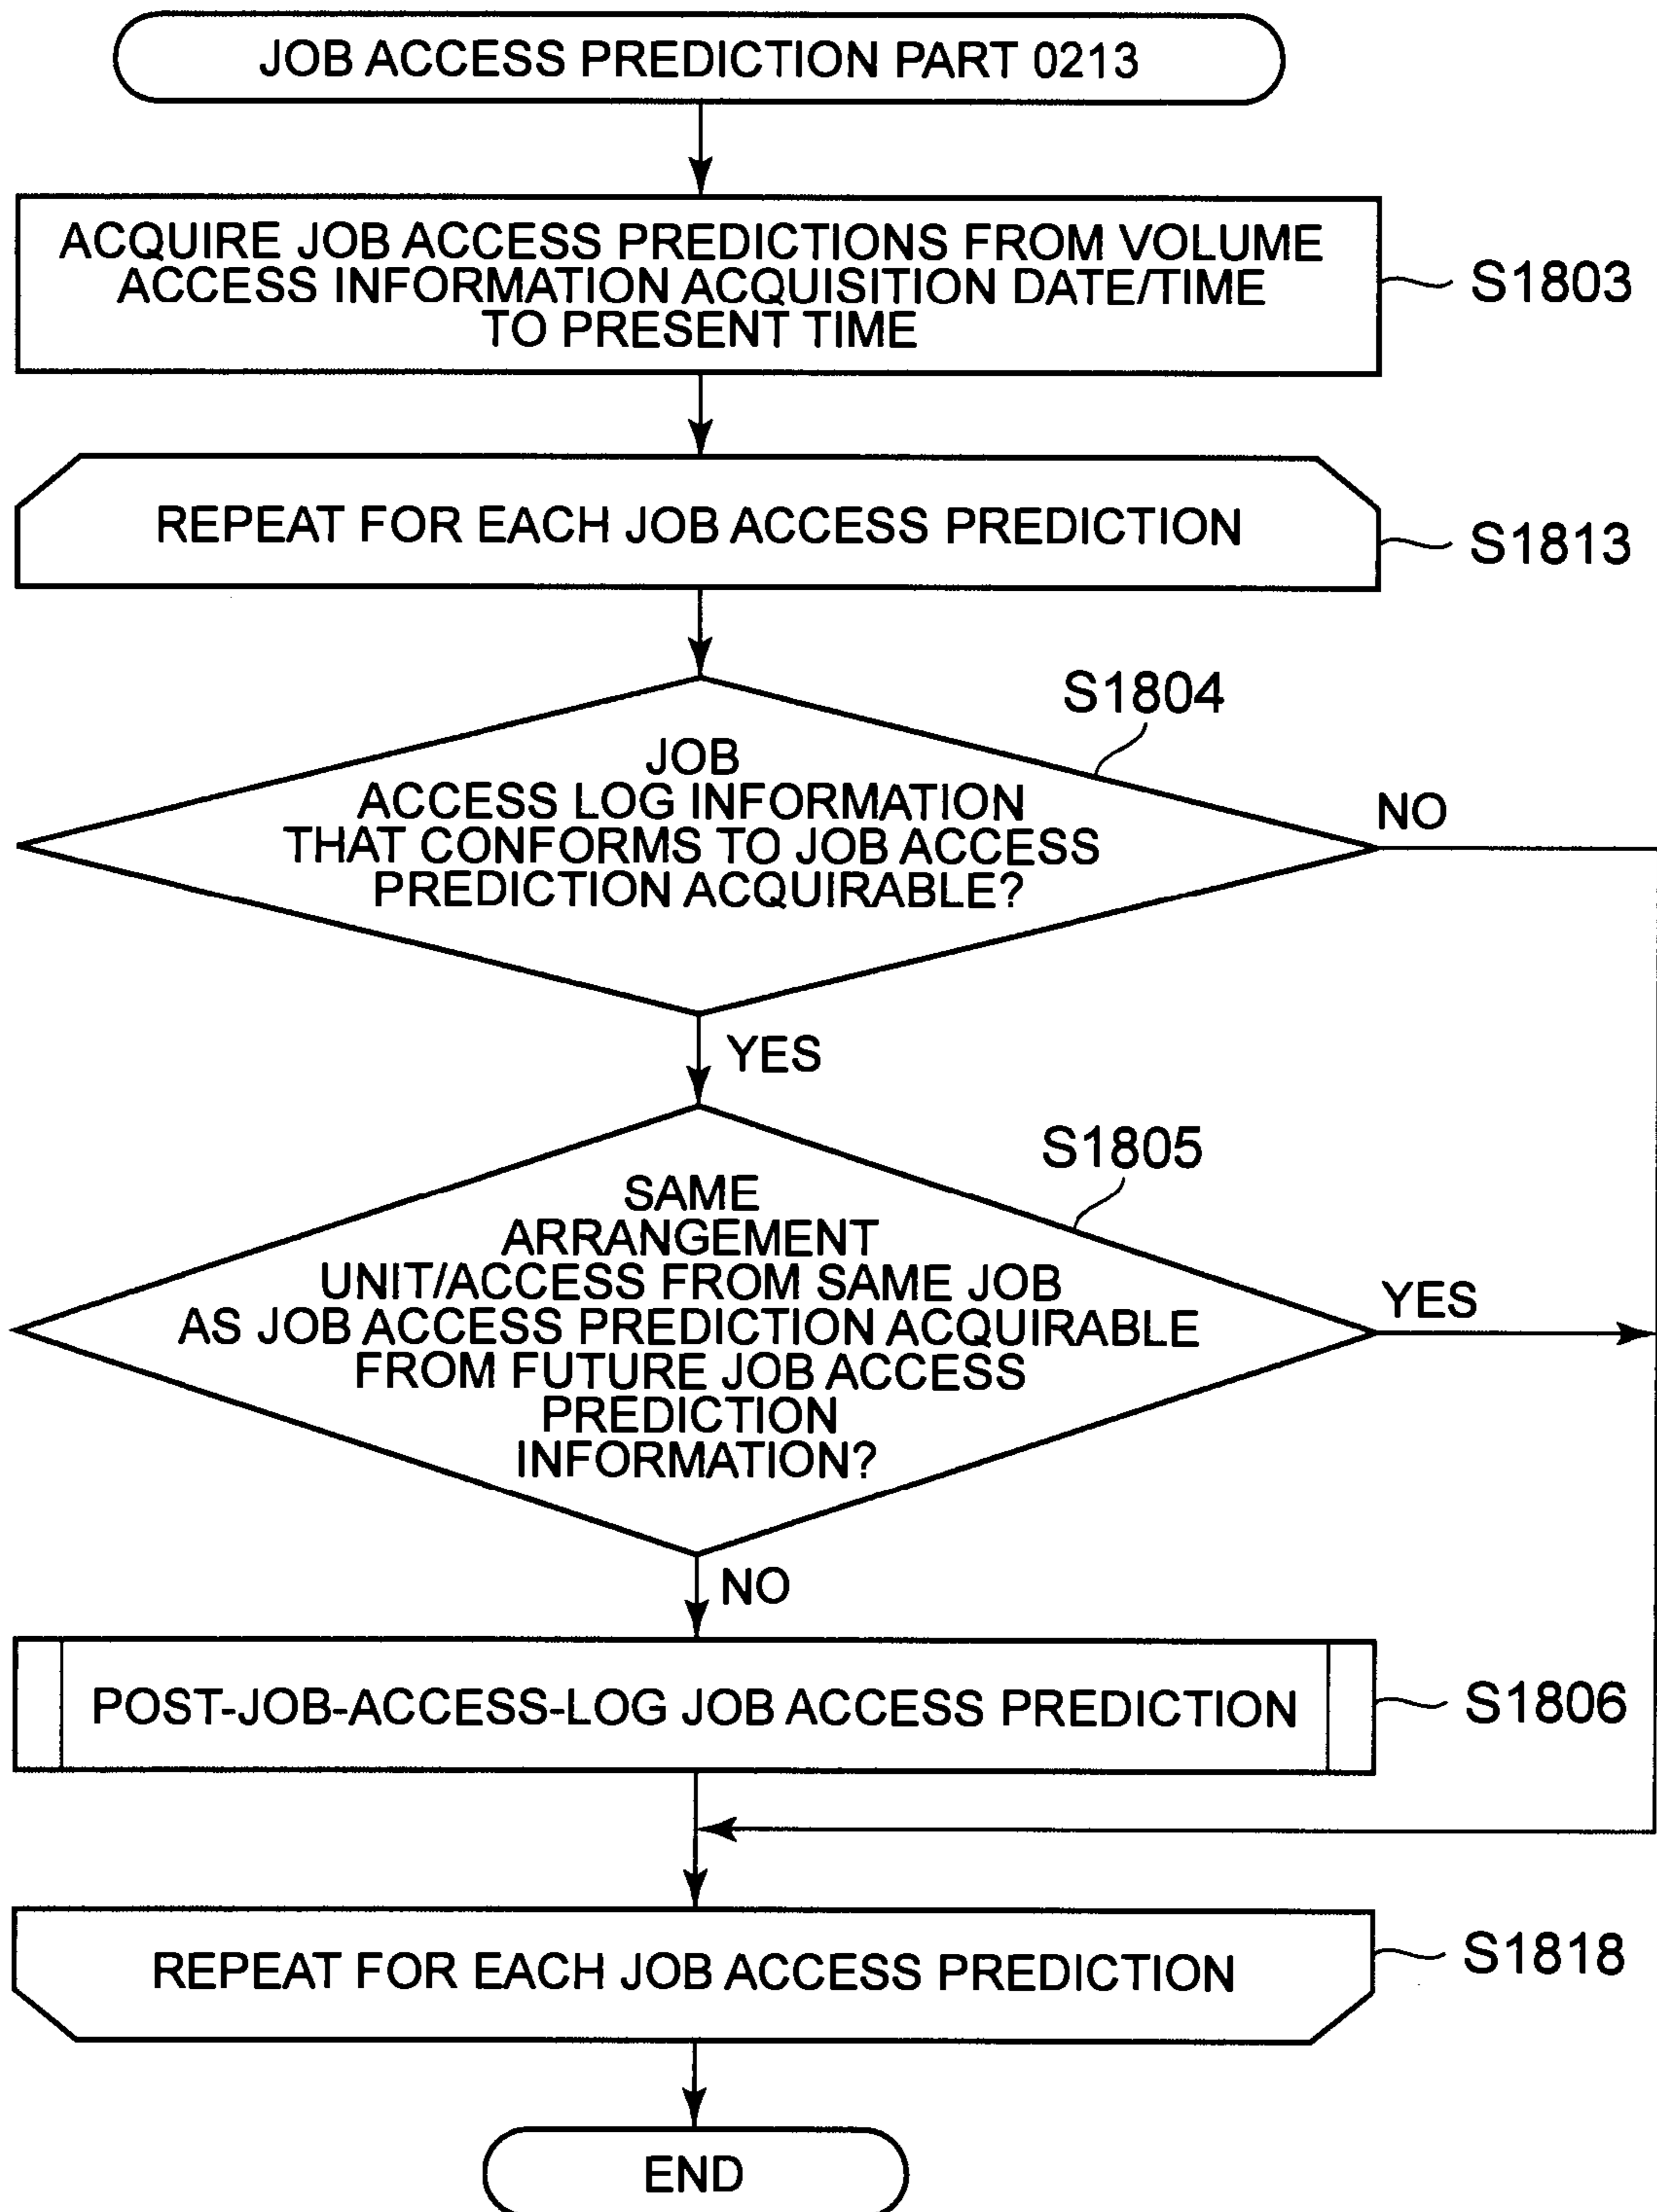 JOB ACCESS PREDICTION PART 0213
ACQUIRE JOB ACCESS PREDICTIONS FROM VOLUME
ACCESS INFORMATION ACQUISITION DATE/TIME
TO PRESENT TIME
S1803
REPEAT FOR EACH JOB ACCESS PREDICTION
S1813
S1804
JOB
ACCESS LOG INFORMATION
THAT CONFORMS TO JOB ACCESS
PREDICTION ACQUIRABLE?
NO
YES
S1805
SAME
ARRANGEMENT
UNIT/ACCESS FROM SAME JOB
AS JOB ACCESS PREDICTION ACQUIRABLE
FROM FUTURE JOB ACCESS
PREDICTION
INFORMATION?
YES
NO
POST-JOB-ACCESS-LOG JOB ACCESS PREDICTION
S1806
REPEAT FOR EACH JOB ACCESS PREDICTION
S1818
END